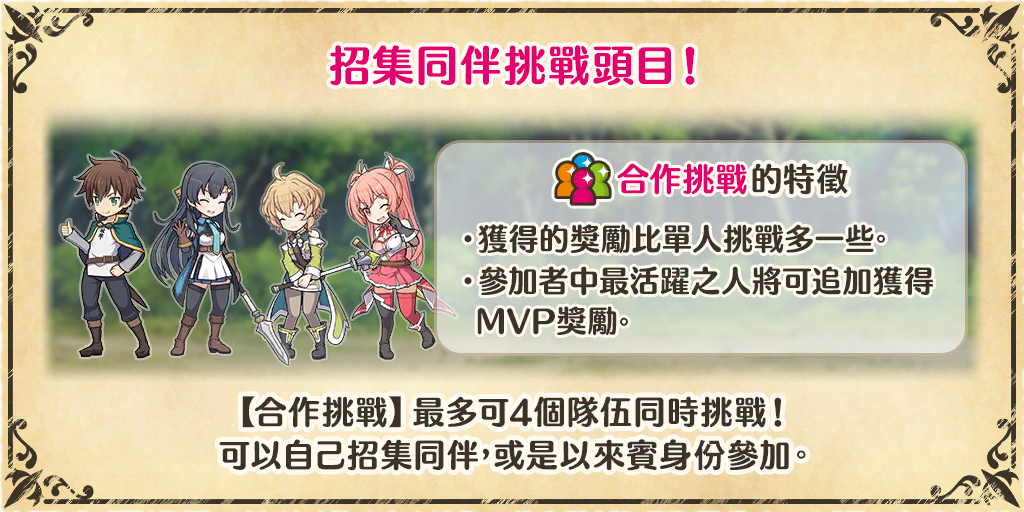 招集同伴挑戰頭目！
合作挑戰的特徵
・獲得的獎勵比單人挑戰多一些。
・參加者中最活躍之人將可追加獲得
MVP獎勵。
【合作挑戰】最多可4個隊伍同時挑戰！
可以自己招集同伴，或是以來賓身份參加。